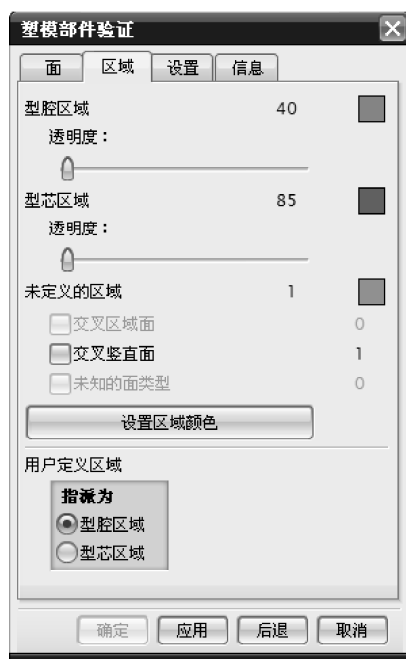 塑模部件验证
面 区域 设置 信息
型腔区域 40
透明度：
型芯区域 85
透明度：
未定义的区域 1
交叉区域面 0
交叉竖直面 1
未知的面类型 0
设置区域颜色
用户定义区域
指派为
型腔区域
型芯区域
确定 应用 后退 取消